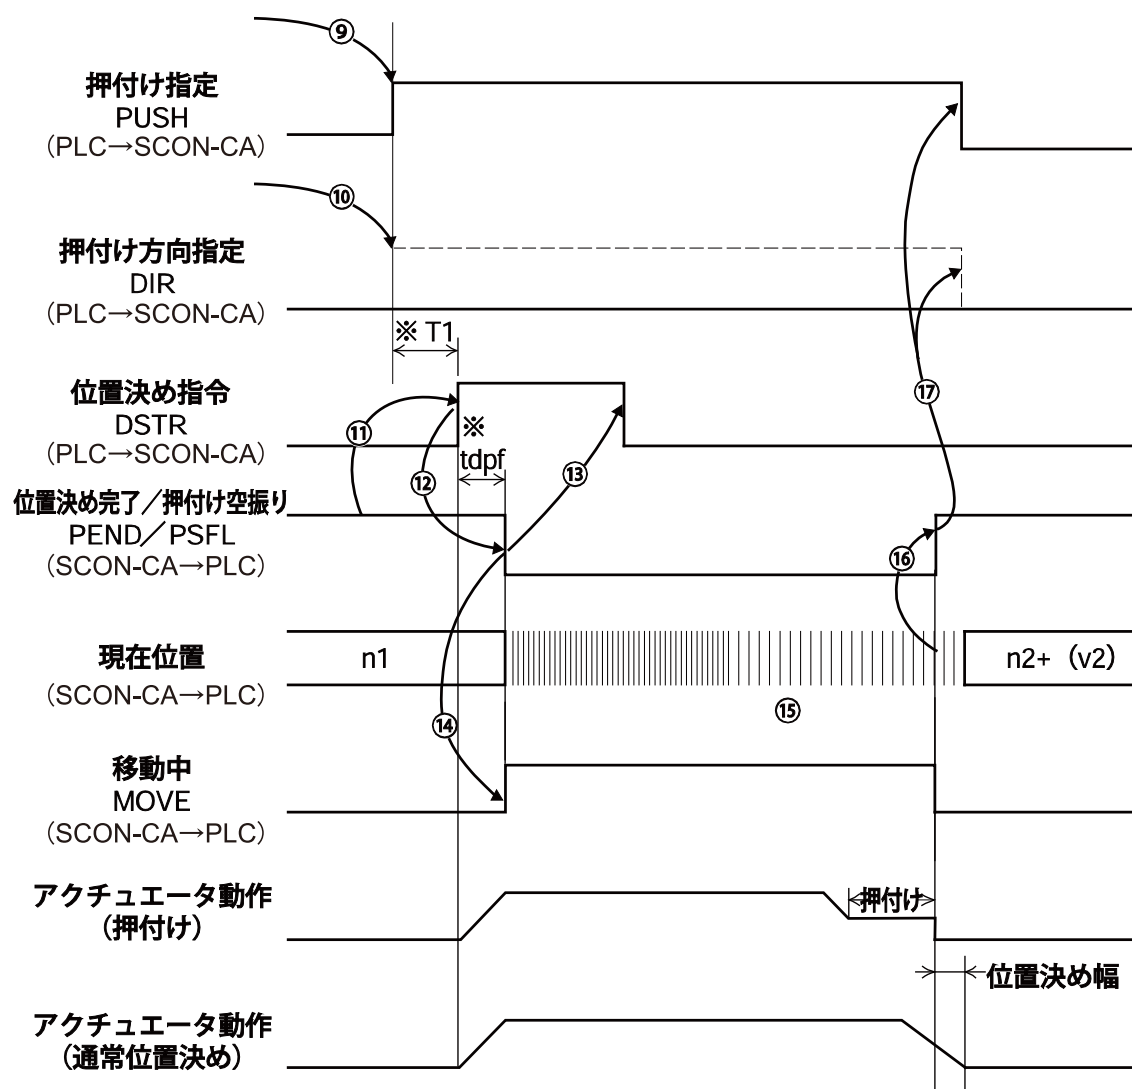 ⑨
押付け指定
PUSH
（PLC→SCON-CA）
⑩
押付け方向指定
DIR
（PLC→SCON-CA）
※ T1
位置決め指令
DSTR
（PLC→SCON-CA）
⑪
※
tdpf
⑫
⑬
⑰
位置決め完了／押付け空振り
PEND／PSFL
（SCON-CA→PLC）
⑯
現在位置
（SCON-CA→PLC）
n1
n2+（v2）
⑮
⑭
移動中
MOVE
（SCON-CA→PLC）
アクチュエータ動作
（押付け）
押付け
位置決め幅
アクチュエータ動作
（通常位置決め）